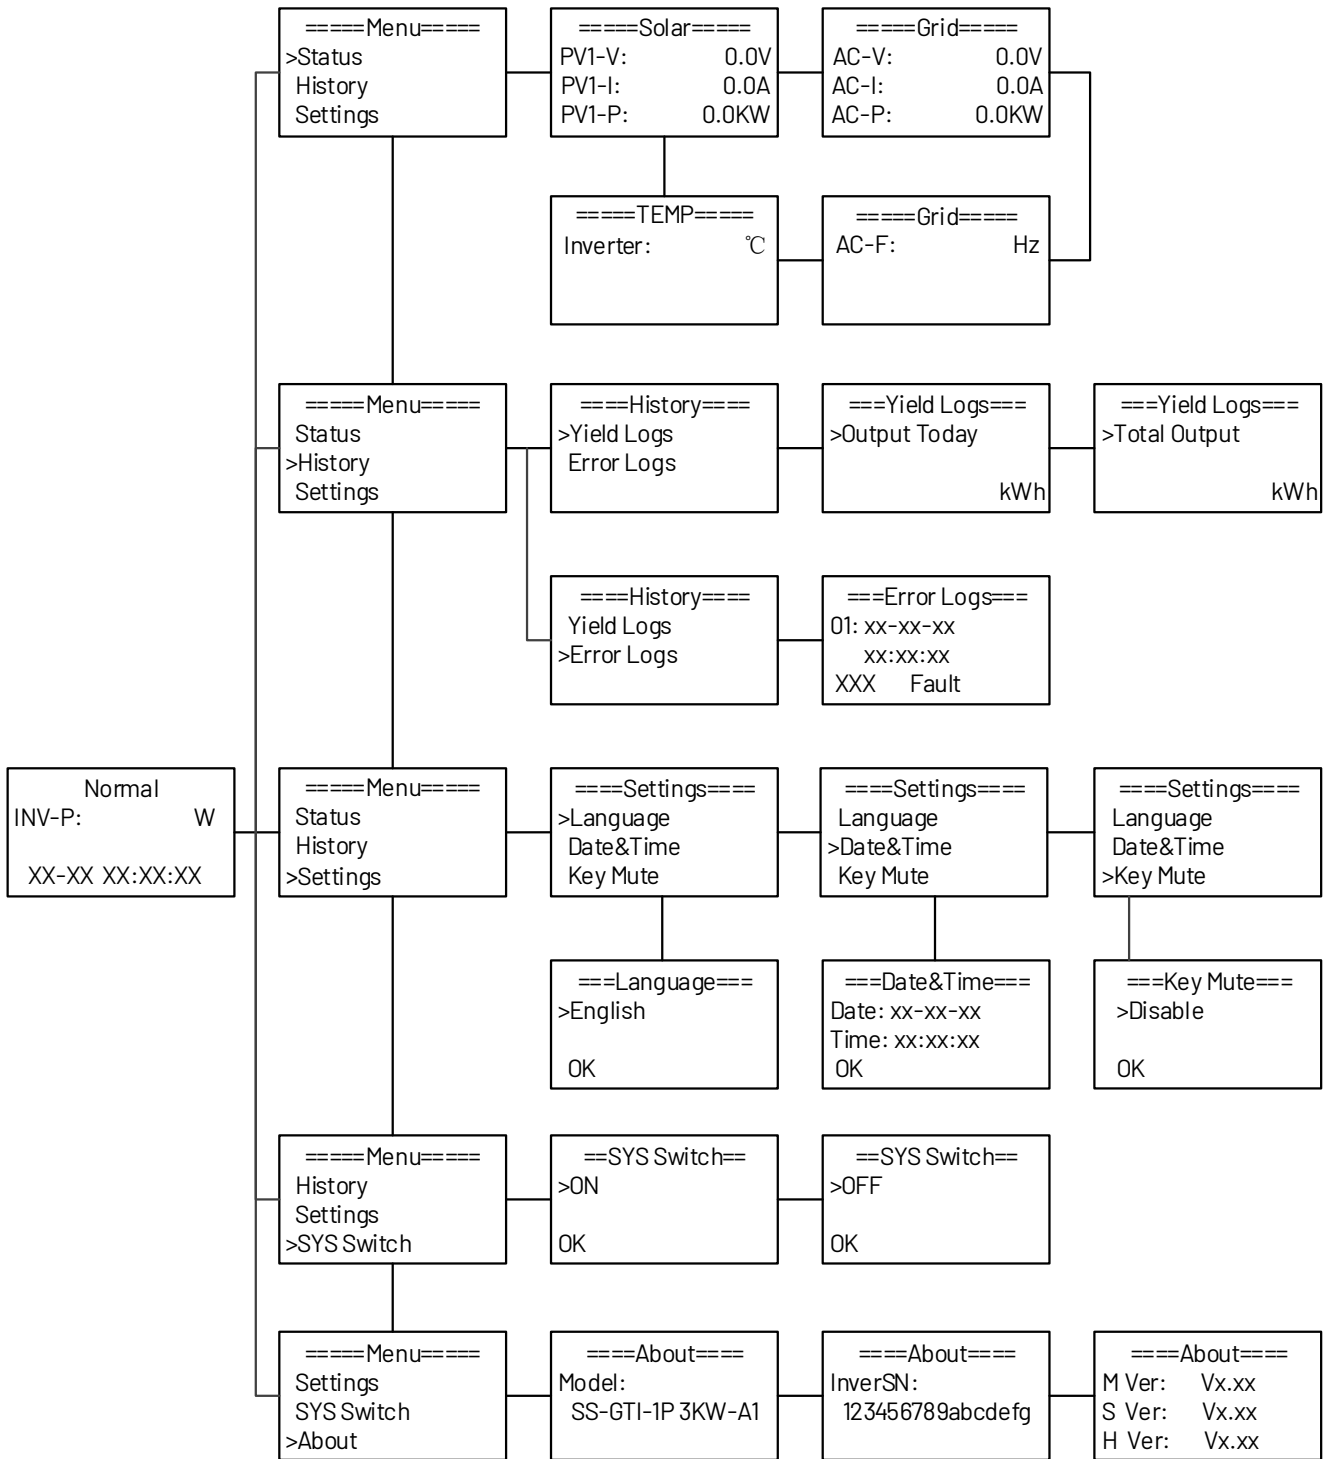 =====Menu=====
>Status
History
Settings
=====Solar=====
PV1-V: 0.0V
PV1-I: 0.0A
PV1-P: 0.0KW
=====Grid=====
AC-V: 0.0V
AC-I: 0.0A
AC-P: 0.0KW
=====TEMP=====
Inverter: ℃
=====Grid=====
AC-F: Hz
=====Menu=====
Status
>History
Settings
====History====
>Yield Logs
Error Logs
===Yield Logs===
>Output Today
kWh
===Yield Logs===
>Total Output
kWh
====History====
Yield Logs
>Error Logs
===Error Logs===
01: xx-xx-xx
xx:xx:xx
XXX Fault
Normal
INV-P: W
XX-XX XX:XX:XX
=====Menu=====
Status
History
>Settings
====Settings====
>Language
Date&Time
Key Mute
====Settings====
Language
>Date&Time
Key Mute
====Settings====
Language
Date&Time
>Key Mute
===Language===
>English
OK
===Date&Time===
Date: xx-xx-xx
Time: xx:xx:xx
OK
===Key Mute===
>Disable
OK
=====Menu=====
History
Settings
>SYS Switch
==SYS Switch==
>ON
OK
==SYS Switch==
>OFF
OK
=====Menu=====
Settings
SYS Switch
>About
====About====
Model:
SS-GTI-1P 3KW-A1
====About====
InverSN:
123456789abcdefg
====About====
M Ver: Vx.xx
S Ver: Vx.xx
H Ver: Vx.xx